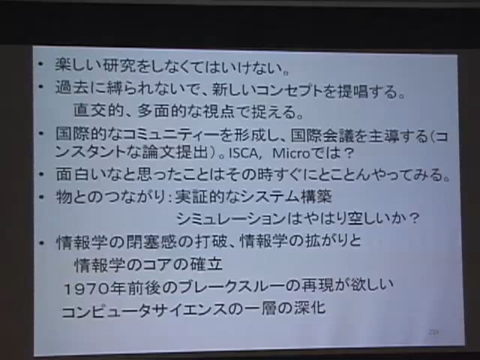 • 楽しい研究をしなくてはいけない。
• 過去に縛られないで、新しいコンセプトを提唱する。
直交的、多面的な視点で捉える。
• 国際的なコミュニティーを形成し、国際会議を主導する(コ
ンスタントな論文提出)。ISCA, Microでは?
• 面白いなと思ったことはその時すぐにとことんやってみる。
• 物とのつながり:実証的なシステム構築
シミュレーションはやはり空しいか?
• 情報学の閉塞感の打破、情報学の拡がりと
情報学のコアの確立
1970年前後のブレークスルーの再現が欲しい
コンピュータサイエンスの一層の深化